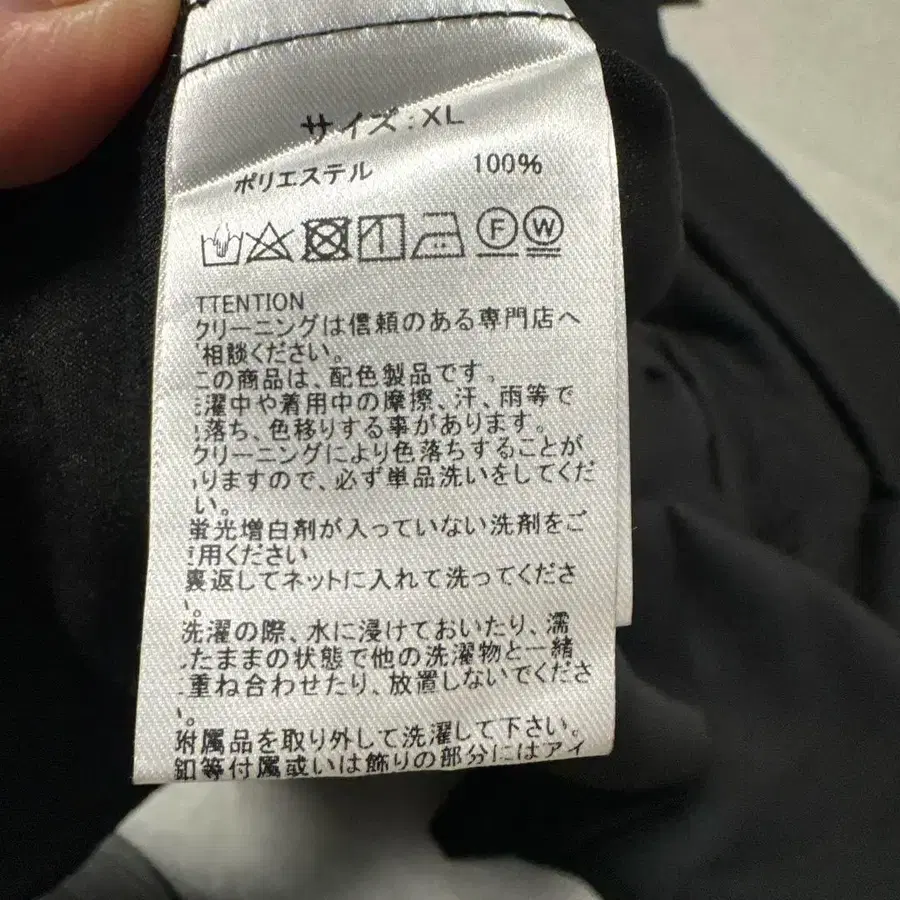 サイズ:XL
ポリエステル 100%
F W
TTENTION
クリーニングは信頼のある専門店へ
相談ください。
この商品は、配色製品です。
濯中や着用中の摩擦、汗、雨等で
落ち、色移りする事があります。
クリーニングにより色落ちすることが
りますので、必ず単品洗いをしてくだ
い。
蛍光増白剤が入っていない洗剤をご
用ください
裏返してネットに入れて洗ってくださ
。
洗濯の際、水に浸けておいたり、濡
たままの状態で他の洗濯物と一緒
重ね合わせたり、放置しないでくださ
。
附属品を取り外して洗濯して下さい。
釦等付属或いは飾りの部分にはアイ